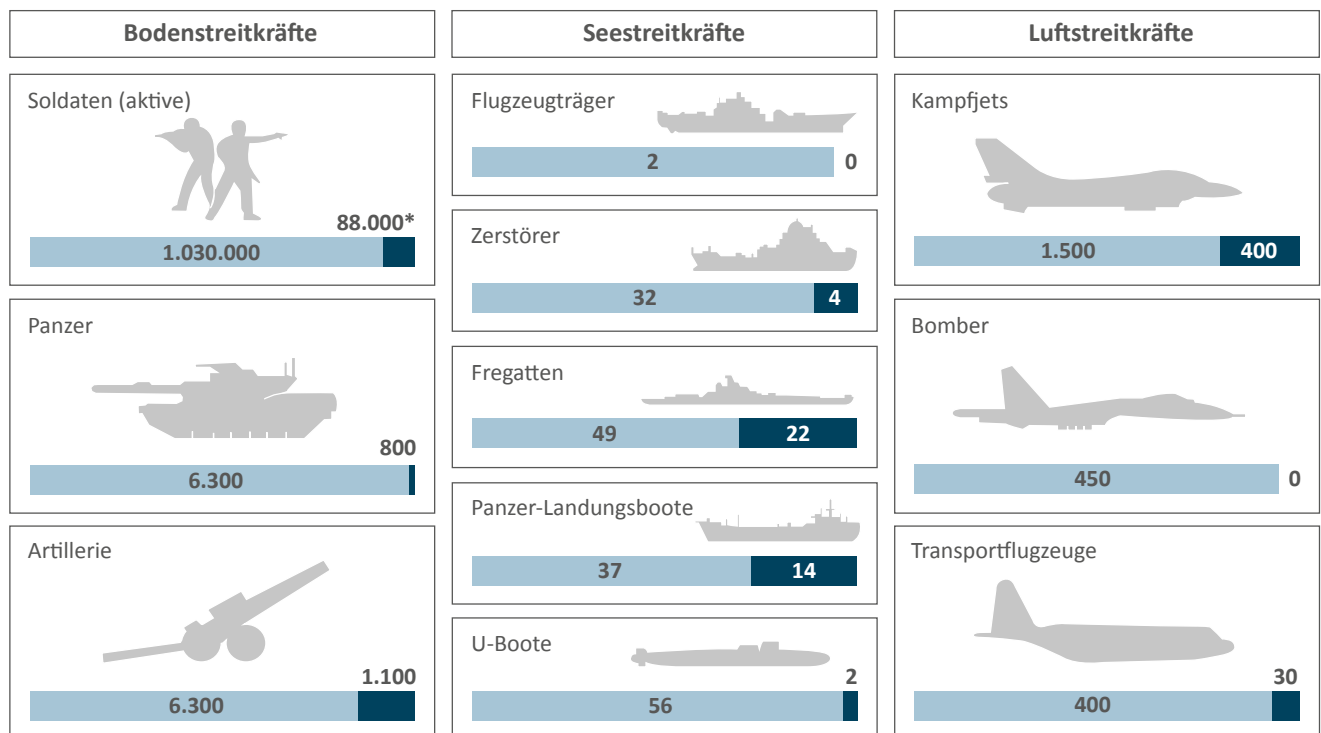 Bodenstreitkräfte
Soldaten (aktive)
88.000*
1.030.000
Panzer
800
6.300
Artillerie
1.100
6.300
Seestreitkräfte
Flugzeugträger
2 0
Zerstörer
32 4
Fregatten
49 22
Panzer-Landungsboote
37 14
U-Boote
2
56
Luftstreitkräfte
Kampfjets
1.500 400
Bomber
450 0
Transportflugzeuge
30
400